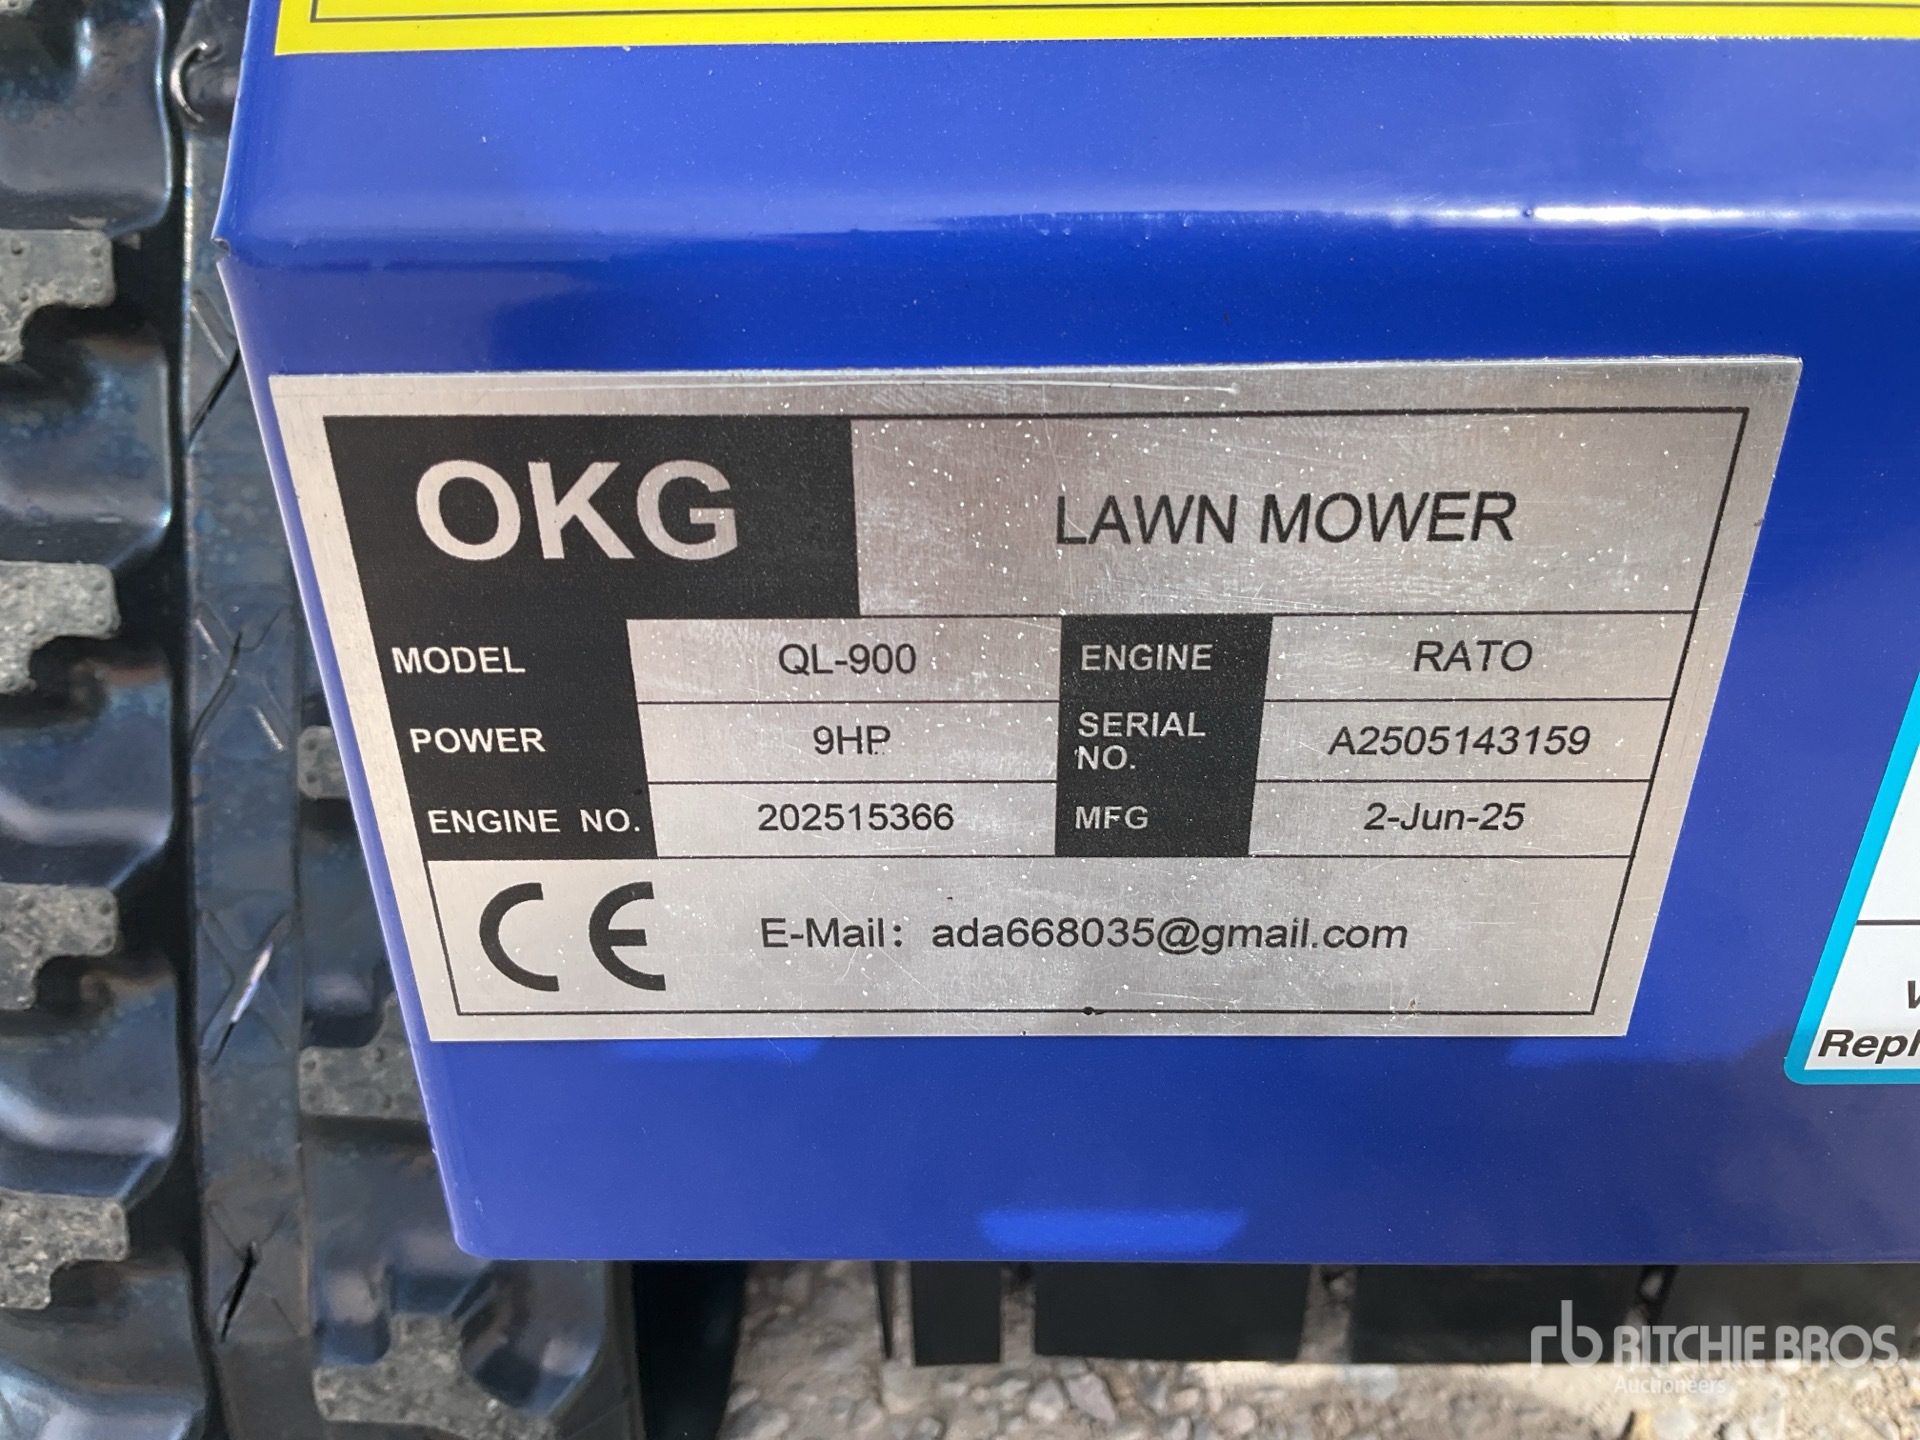 OKG LAWN MOWER
MODEL QL-900 ENGINE RATO
POWER 9HP SERIAL NO. A2505143159
ENGINE NO. 202515366 MFG 2-Jun-25
CE E-Mail: ada668035@gmail.com
rb RITCHIE BROS.
Auctioneers